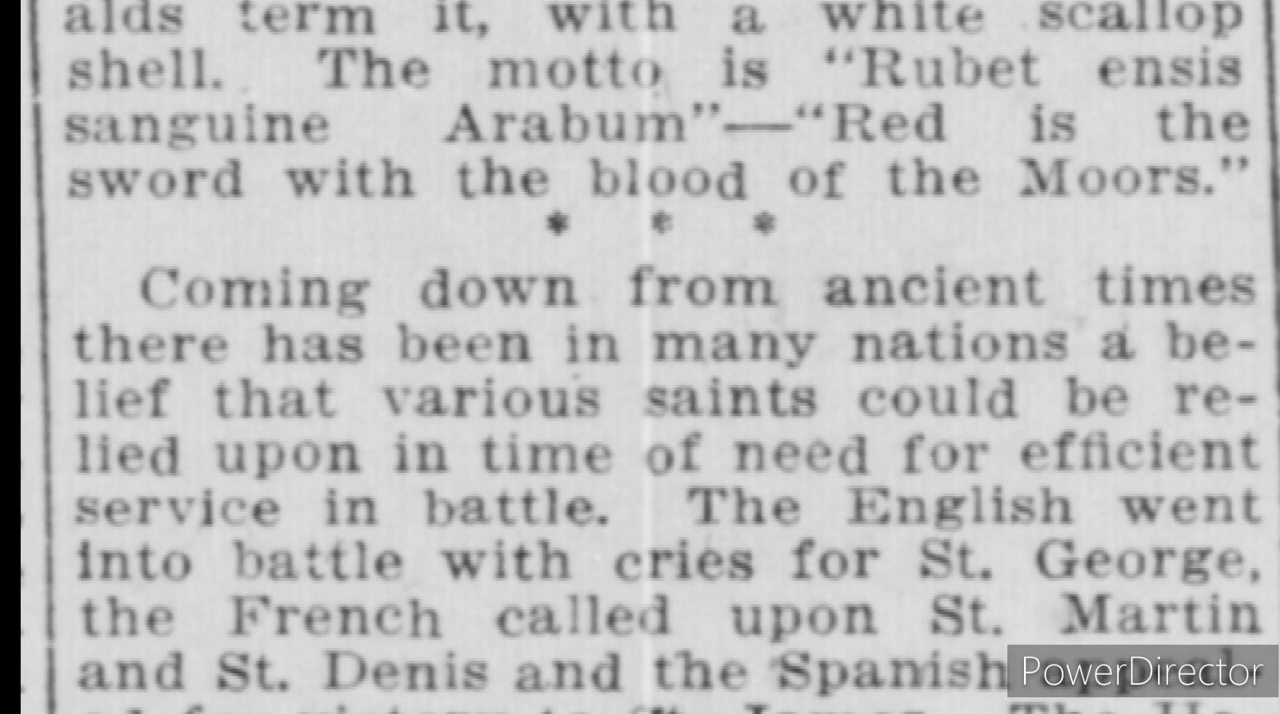 alds term it, with a white scallop
shell. The motto is “Rubet ensis
sanguine Arabum”—“Red is the
sword with the blood of the Moors.”
* * *
Coming down from ancient times
there has been in many nations a be-
lief that various saints could be re-
lied upon in time of need for efficient
service in battle. The English went
into battle with cries for St. George,
the French called upon St. Martin
and St. Denis and the Spanish
PowerDirector